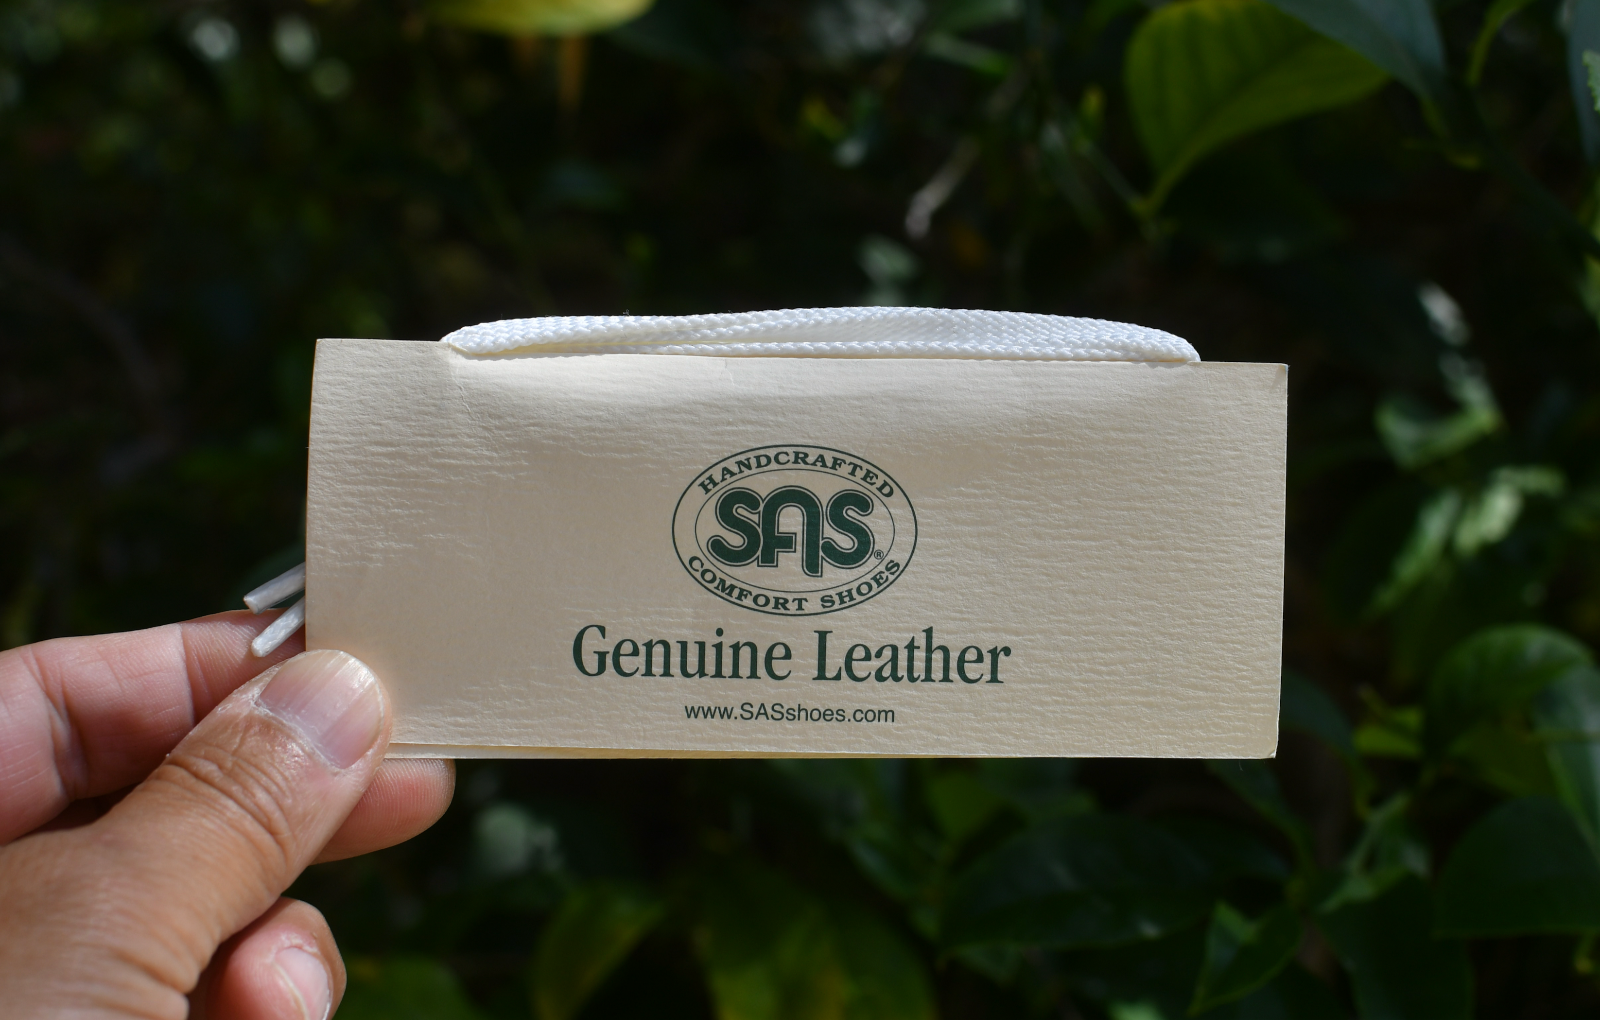 HANDCRAFTED
SAS®
COMFORT SHOES
Genuine Leather
www.SASshoes.com